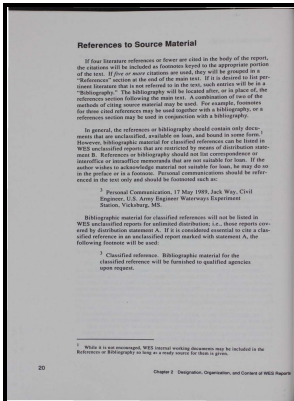 References to Source Material
If four literature references or fewer are cited in the body of the report,
the citations will be included as footnotes keyed to the appropriate portion
of the text. If five or more citations are used, they will be grouped in a
"References" section at the end of the main text. If it is desired to list per-
tinent literature that is not referred to in the text, such entries will be in a
"Bibliography." The bibliography will be located after, or in place of, the
references section following the main text. A combination of two of the
methods of citing source material may be used. For example, footnotes
for three cited references may be used together with a bibliography, or a
references section may be used in conjunction with a bibliography.
In general, the references or bibliography should contain only docu-
ments that are unclassified, available on loan, and bound in some form.1
However, bibliographic material for classified references can be listed in
WES unclassified reports that are restricted by means of distribution state-
ment B. References or bibliography should not list correspondence or
interoffice or intraoffice memoranda that are not suitable for loan. If the
author wishes to acknowledge material not suitable for loan, he may do so
in the preface or in a footnote. Personal communications should be refer-
enced in the text only and should be footnoted such as:
2 Personal Communication, 17 May 1989, Jack Way, Civil
Engineer, U.S. Army Engineer Waterways Experiment
Station, Vicksburg, MS.
Bibliographic material for classified references will not be listed in
WES unclassified reports for unlimited distribution; i.e., those reports cov-
ered by distribution statement A. If it is considered essential to cite a clas-
sified reference in an unclassified report marked with statement A, the
following footnote will be used:
3 Classified reference. Bibliographic material for the
classified reference will be furnished to qualified agencies
upon request.
1 While it is not encouraged, WES internal working documents may be included in the
References or Bibliography so long as a ready source for them is given.
20
Chapter 2 Designation, Organization, and Content of WES Reports